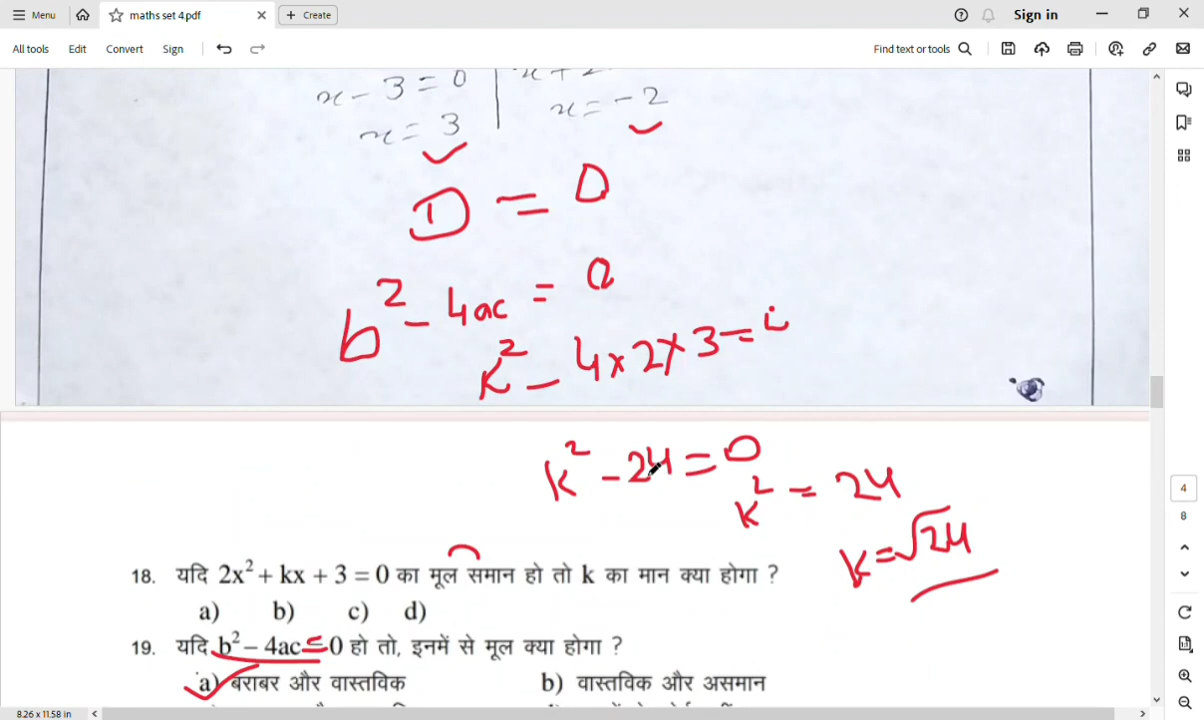 Menu
maths set 4.pdf
Create
Sign in
All tools Edit Convert Sign
Find text or tools
x - 3 = 0
x = -2
x = 3
D = 0
b² - 4ac = 0
k² - 4×2×3 =
k² - 24 = 0
k² = 24
k = √24
4
8
18. यदि 2x² + kx + 3 = 0 का मूल समान हो तो k का मान क्या होगा ?
a) b) c) d)
19. यदि b² – 4ac = 0 हो तो, इनमें से मूल क्या होगा ?
a) बराबर और वास्तविक b) वास्तविक और असमान
8.26 x 11.58 in